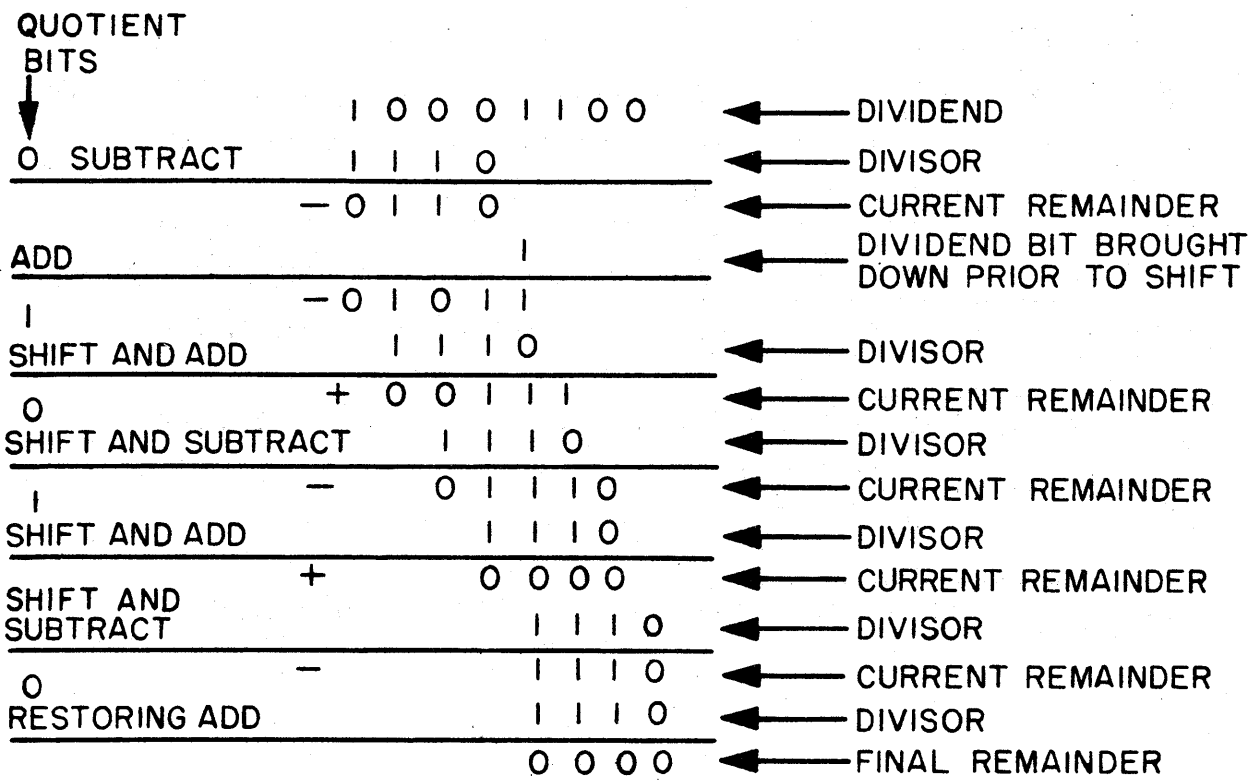 QUOTIENT
BITS
1 0 0 0 1 1 0 0 DIVIDEND
0 SUBTRACT 1 1 1 0 DIVISOR
- 0 1 1 0 CURRENT REMAINDER
ADD 1 DIVIDEND BIT BROUGHT
DOWN PRIOR TO SHIFT
1 - 0 1 0 1 1
SHIFT AND ADD 1 1 1 0 DIVISOR
0 + 0 0 1 1 1 CURRENT REMAINDER
SHIFT AND SUBTRACT 1 1 1 0 DIVISOR
1 - 0 1 1 1 0 CURRENT REMAINDER
SHIFT AND ADD 1 1 1 0 DIVISOR
+ 0 0 0 0 CURRENT REMAINDER
SHIFT AND
SUBTRACT 1 1 1 0 DIVISOR
0 - 1 1 1 0 CURRENT REMAINDER
RESTORING ADD 1 1 1 0 DIVISOR
0 0 0 0 FINAL REMAINDER